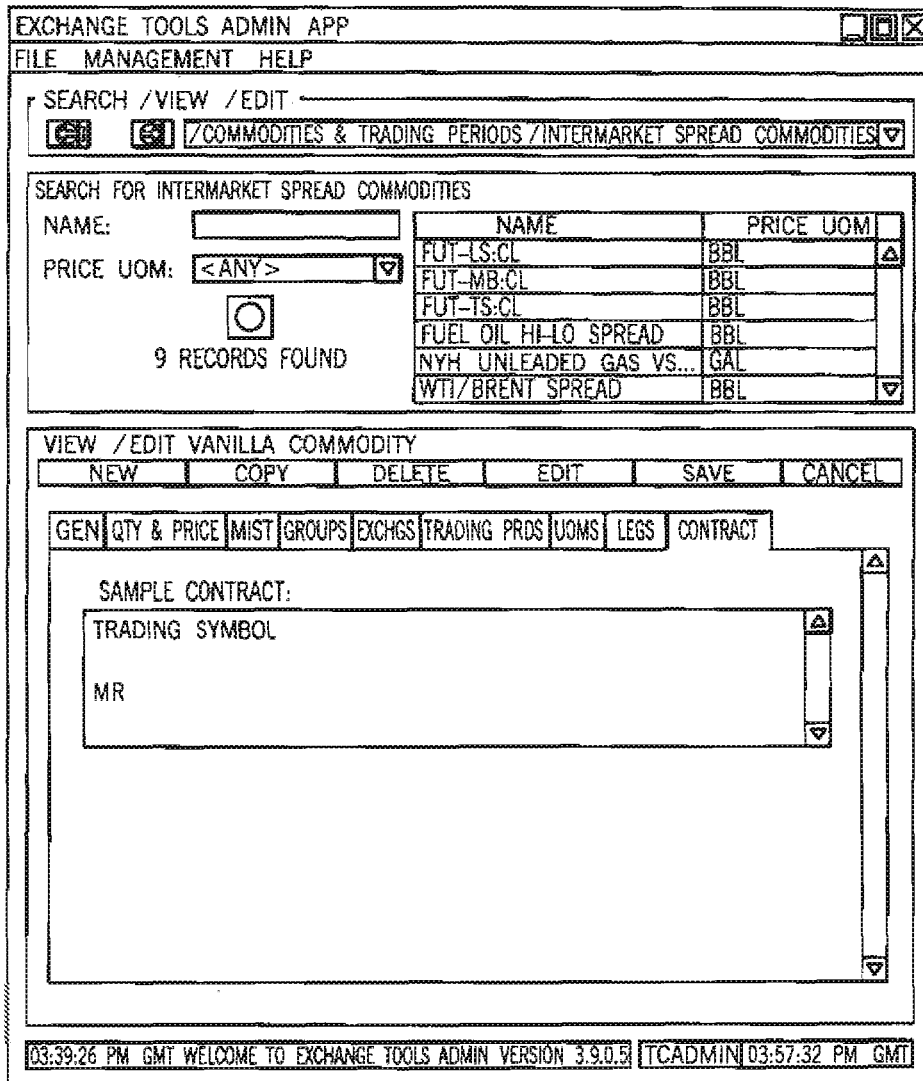 EXCHANGE TOOLS ADMIN APP
FILE MANAGEMENT HELP
SEARCH /VIEW /EDIT
/COMMODITIES & TRADING PERIODS /INTERMARKET SPREAD COMMODITIES
SEARCH FOR INTERMARKET SPREAD COMMODITIES
NAME:
PRICE UOM: <ANY>
9 RECORDS FOUND
NAME PRICE UOM
FUT-LS:CL BBL
FUT-MB:CL BBL
FUT-TS:CL BBL
FUEL OIL HI-LO SPREAD BBL
NYH UNLEADED GAS VS... GAL
WTI/BRENT SPREAD BBL
VIEW /EDIT VANILLA COMMODITY
NEW COPY DELETE EDIT SAVE CANCEL
GEN QTY & PRICE MIST GROUPS EXCHGS TRADING PRDS UOMS LEGS CONTRACT
SAMPLE CONTRACT:
TRADING SYMBOL
MR
03:39:26 PM GMT WELCOME TO EXCHANGE TOOLS ADMIN VERSION 3.9.0.5 TCADMIN 03:57:32 PM GMT